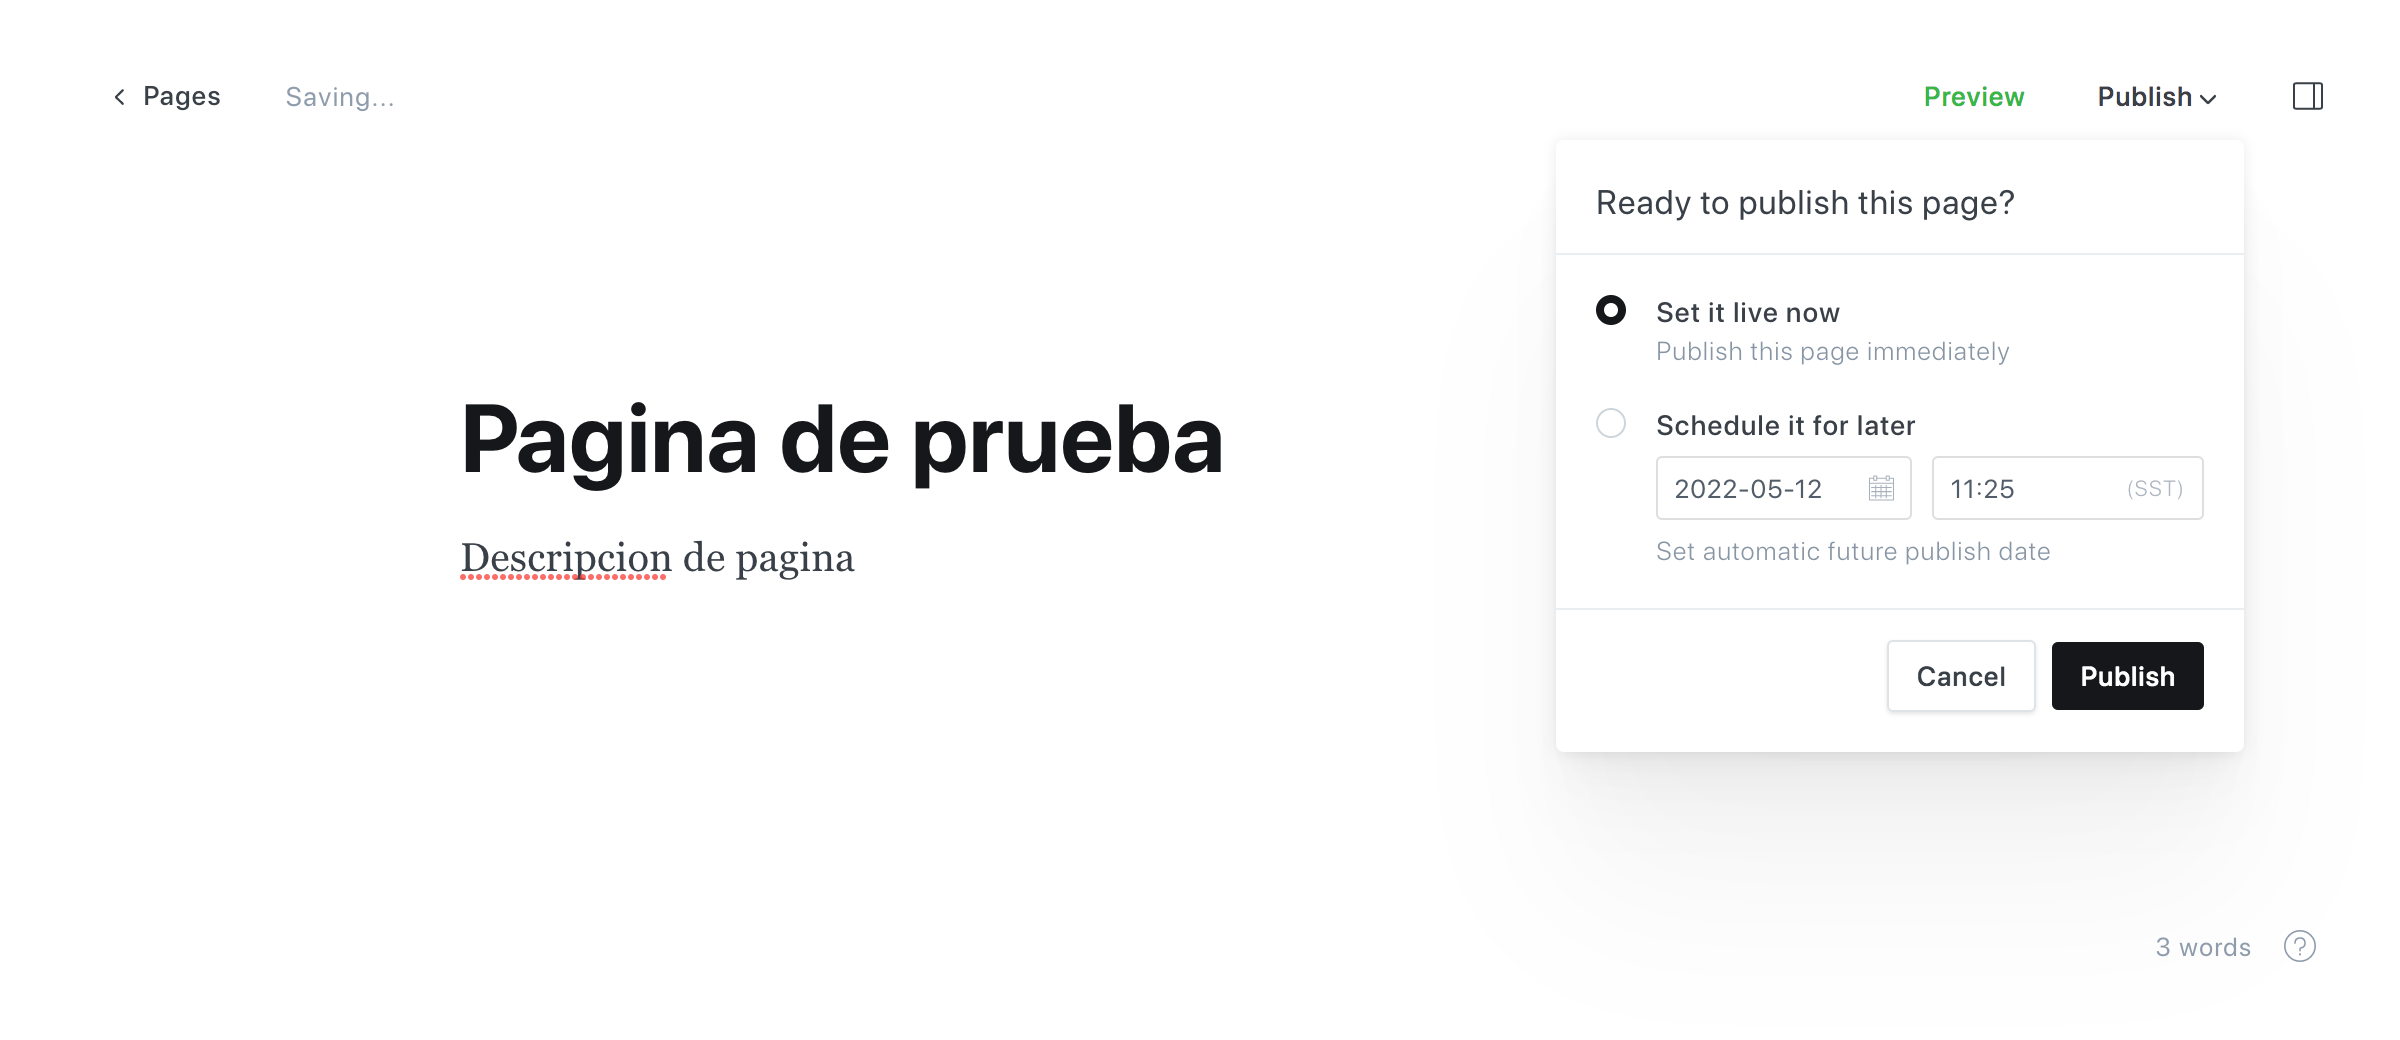 Pages Saving... Preview Publish
Ready to publish this page?
Set it live now
Publish this page immediately
Schedule it for later
2022-05-12 11:25 (SST)
Set automatic future publish date
Cancel Publish
Pagina de prueba
Descripcion de pagina
3 words ?